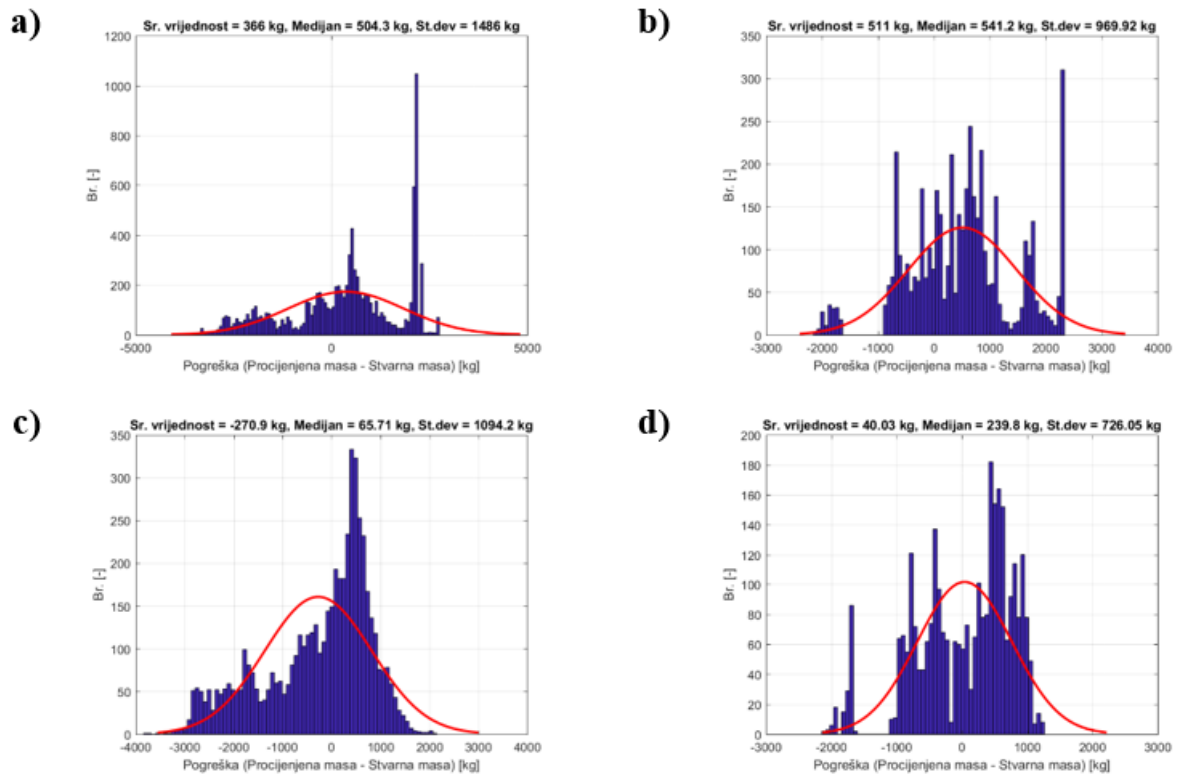 a)
Sr. vrijednost = 366 kg, Medijan = 504.3 kg, St.dev = 1486 kg
1200
1000
800
600
400
200
0
Br. [-]
-5000 0 5000
Pogreška (Procijenjena masa - Stvarna masa) [kg]
b)
Sr. vrijednost = 511 kg, Medijan = 541.2 kg, St.dev = 969.92 kg
350
300
250
200
150
100
50
0
Br. [-]
-3000 -2000 -1000 0 1000 2000 3000 4000
Pogreška (Procijenjena masa - Stvarna masa) [kg]
c)
Sr. vrijednost = -270.9 kg, Medijan = 65.71 kg, St.dev = 1094.2 kg
350
300
250
200
150
100
50
0
Br. [-]
-4000 -3000 -2000 -1000 0 1000 2000 3000 4000
Pogreška (Procijenjena masa - Stvarna masa) [kg]
d)
Sr. vrijednost = 40.03 kg, Medijan = 239.8 kg, St.dev = 726.05 kg
200
180
160
140
120
100
80
60
40
20
0
Br. [-]
-3000 -2000 -1000 0 1000 2000 3000
Pogreška (Procijenjena masa - Stvarna masa) [kg]